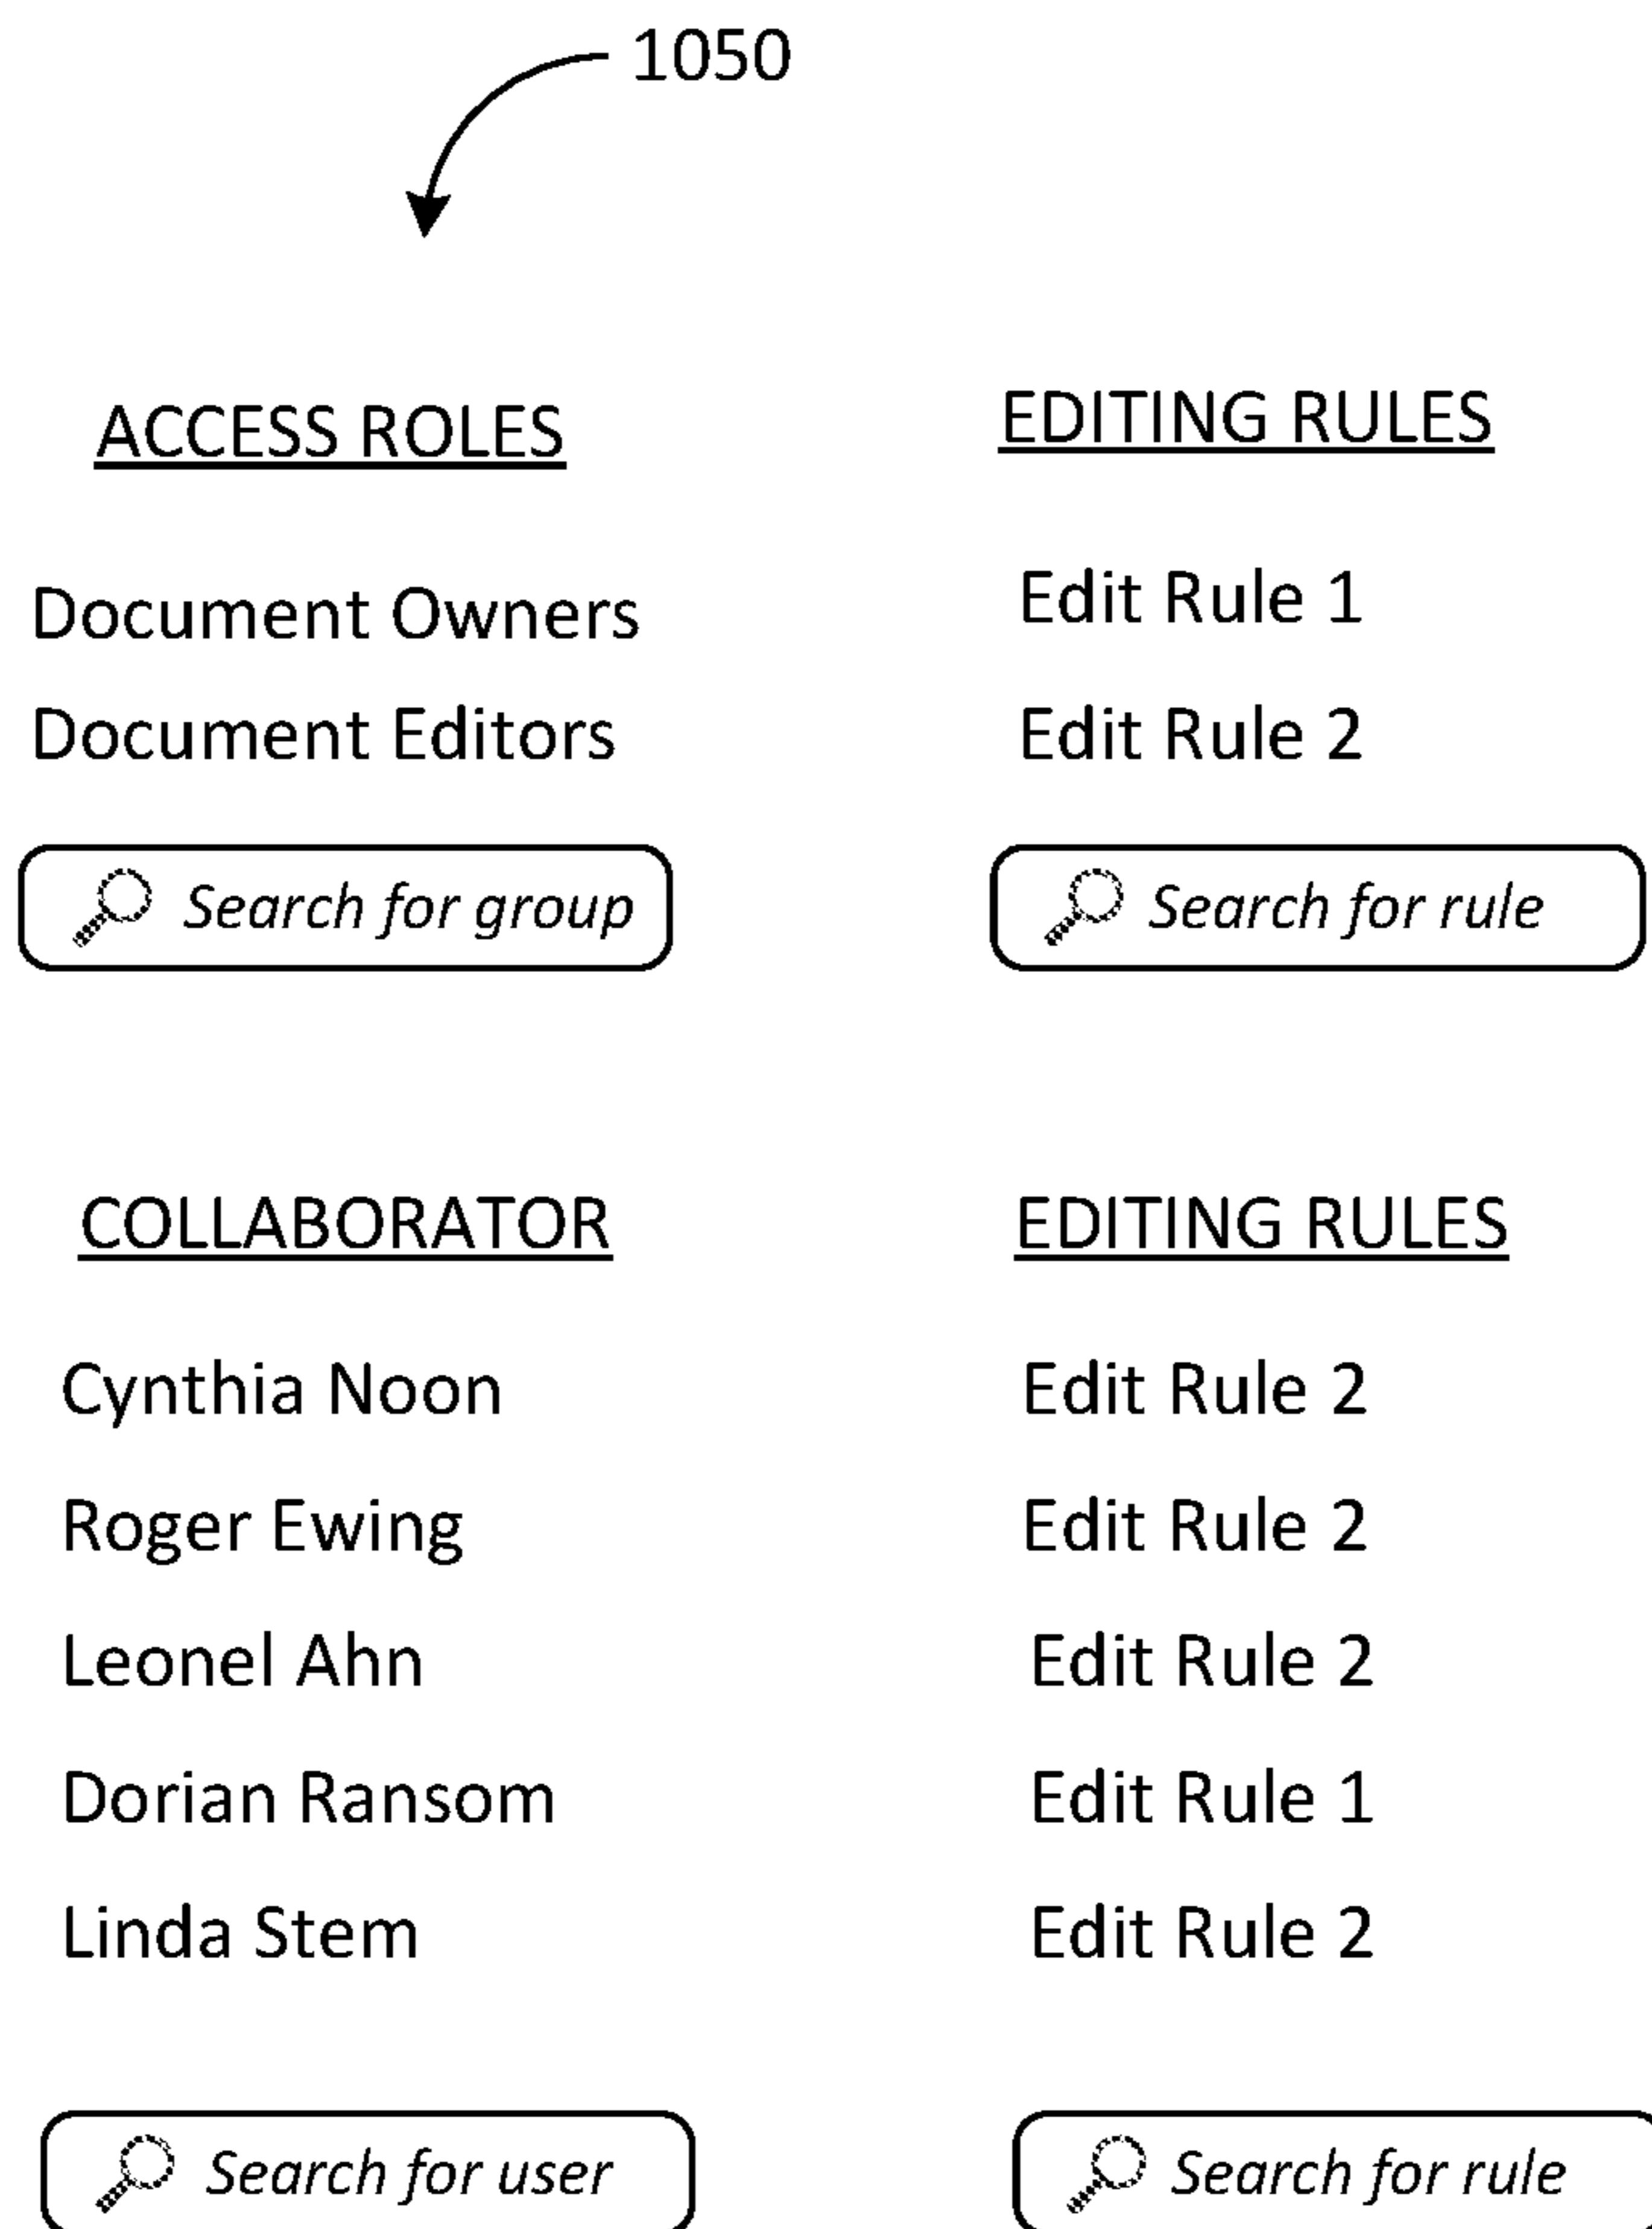 1050
ACCESS ROLES EDITING RULES
Document Owners Edit Rule 1
Document Editors Edit Rule 2
Search for group Search for rule
COLLABORATOR EDITING RULES
Cynthia Noon Edit Rule 2
Roger Ewing Edit Rule 2
Leonel Ahn Edit Rule 2
Dorian Ransom Edit Rule 1
Linda Stem Edit Rule 2
Search for user Search for rule